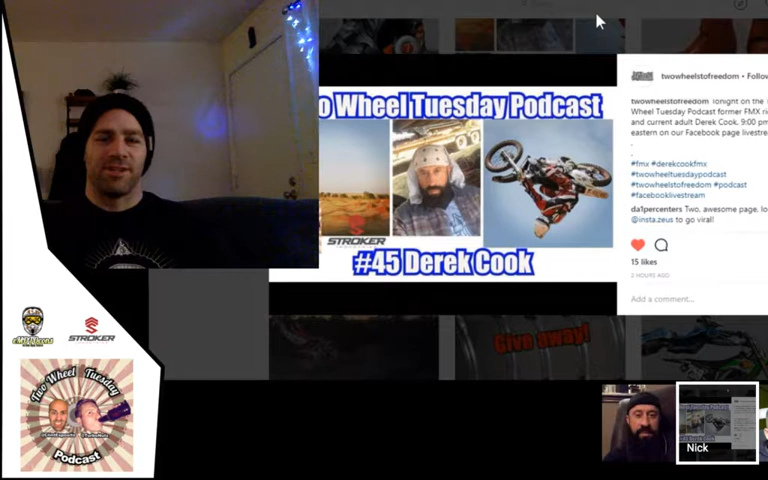 twowheelstofreedom • Follow
o Wheel Tuesday Podcast
twowheelstofreedom Tonight on the
Wheel Tuesday Podcast former FMX ri
and current adult Derek Cook. 9:00 pm
eastern on our Facebook page livestre
.
.
#fmx #derekcookfmx
#twowheeltuesdaypodcast
#twowheelstofreedom #podcast
#facebooklivestream
da1percenters Two, awesome page, lo
@insta.zeus to go viral!
STROKER
#45 Derek Cook
15 likes
2 HOURS AGO
Add a comment...
Give away!
STROKER
Two Wheel Tuesday
Podcast
Nick